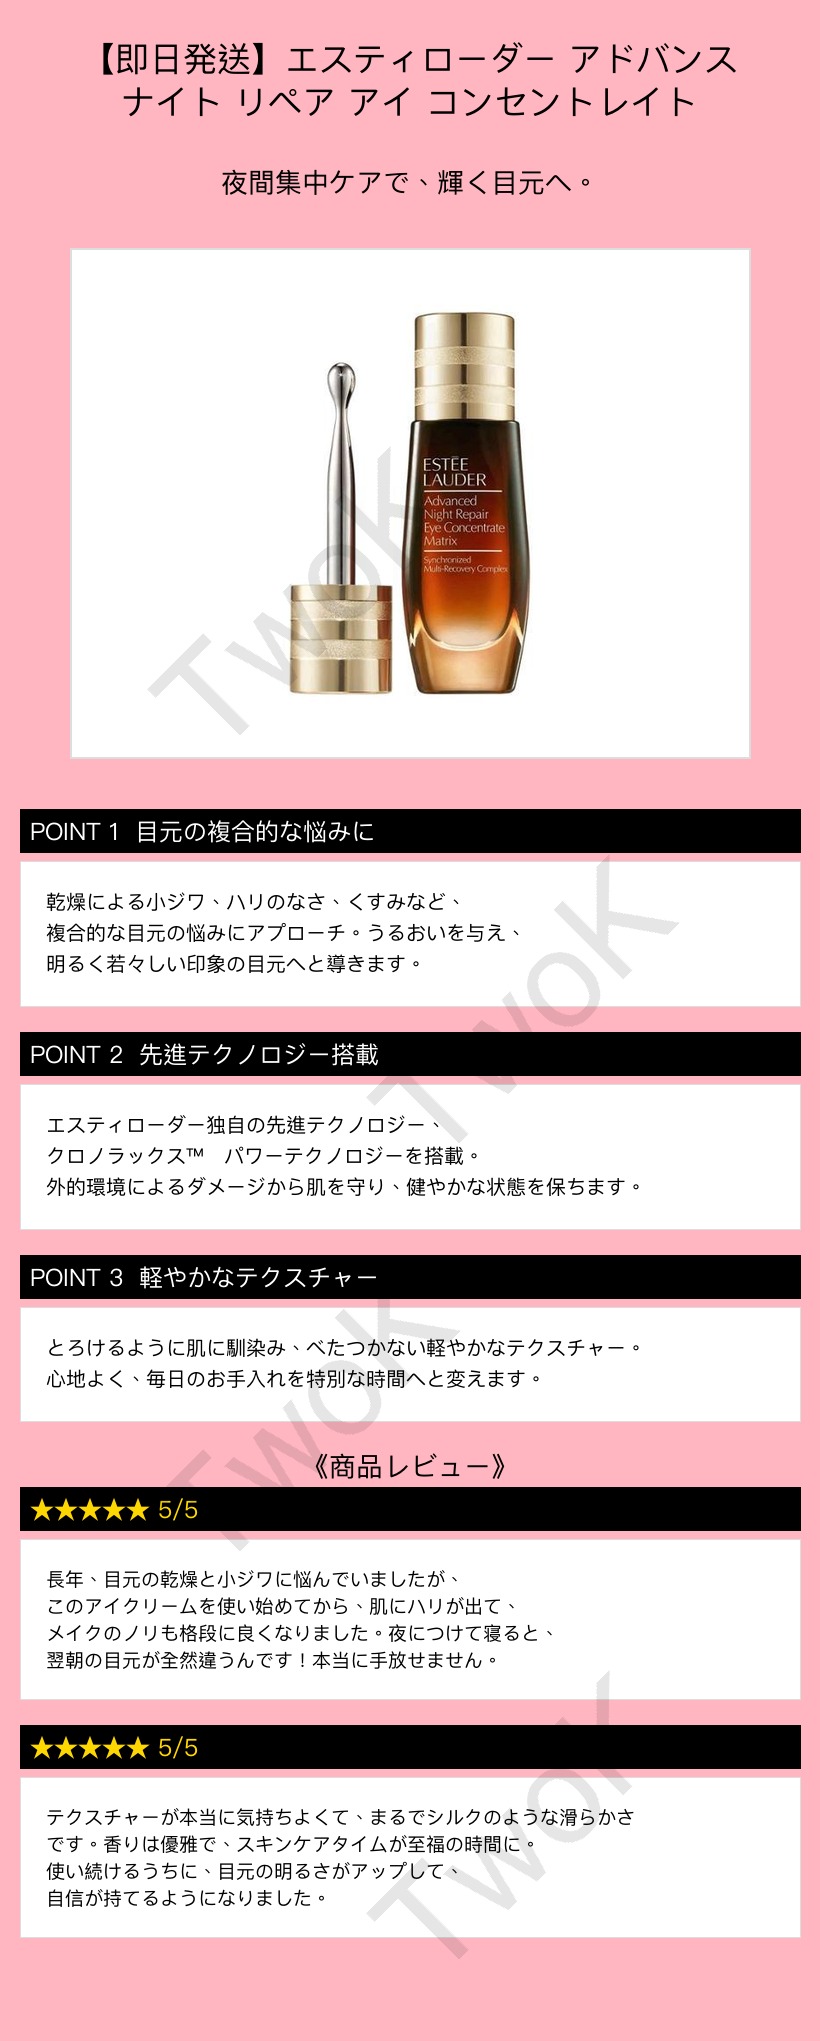 【即日発送】エスティローダー アドバンス
ナイト リペア アイ コンセントレイト
夜間集中ケアで、輝く目元へ。
ESTĒE
LAUDER
Advanced
Night Repair
Eye Concentrate
Matrix
Synchronized
Multi-Recovery Complex
TwoK
POINT 1 目元の複合的な悩みに
乾燥による小ジワ、ハリのなさ、くすみなど、
複合的な目元の悩みにアプローチ。うるおいを与え、
明るく若々しい印象の目元へと導きます。
TwoK
POINT 2 先進テクノロジー搭載
エスティローダー独自の先進テクノロジー、
クロノラックス™ パワーテクノロジーを搭載。
外的環境によるダメージから肌を守り、健やかな状態を保ちます。
POINT 3 軽やかなテクスチャー
とろけるように肌に馴染み、べたつかない軽やかなテクスチャー。
心地よく、毎日のお手入れを特別な時間へと変えます。
TwoK
《商品レビュー》
★★★★★ 5/5
長年、目元の乾燥と小ジワに悩んでいましたが、
このアイクリームを使い始めてから、肌にハリが出て、
メイクのノリも格段に良くなりました。夜につけて寝ると、
翌朝の目元が全然違うんです！本当に手放せません。
★★★★★ 5/5
テクスチャーが本当に気持ちよくて、まるでシルクのような滑らかさ
です。香りは優雅で、スキンケアタイムが至福の時間に。
使い続けるうちに、目元の明るさがアップして、
自信が持てるようになりました。
TwoK